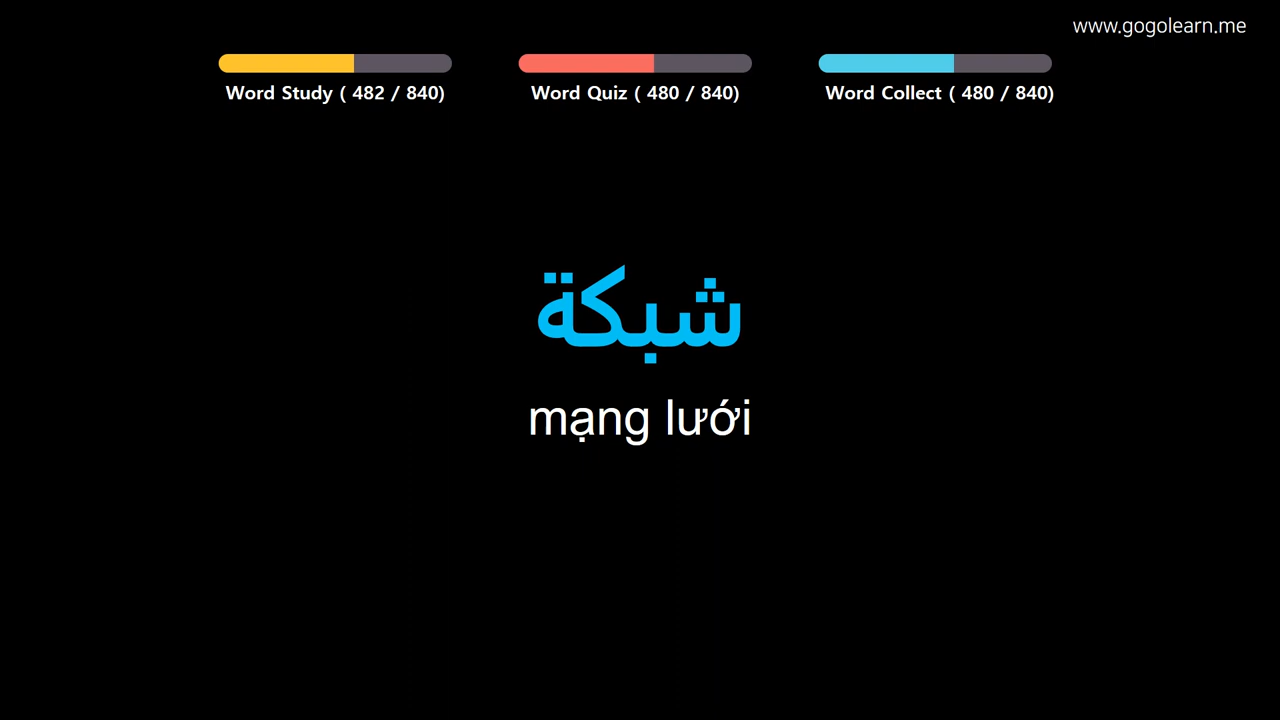 www.gogolearn.me
Word Study ( 482 / 840)
Word Quiz ( 480 / 840)
Word Collect ( 480 / 840)
شبكة
mạng lưới